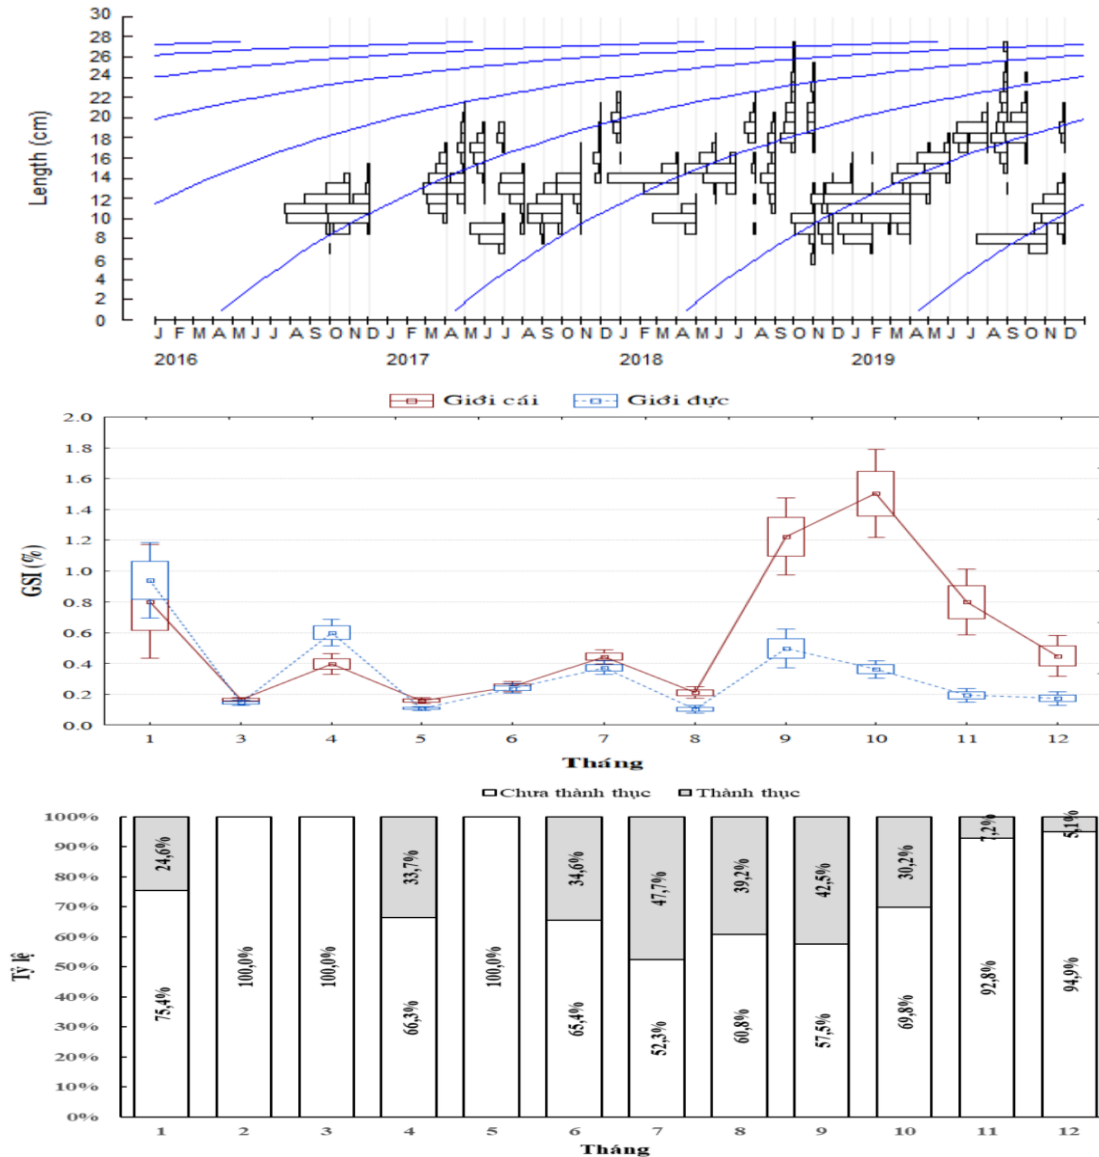 30
28
26
24
22
20
18
16
14
12
10
8
6
4
2
0
Length (cm)
J F M A M J J A S O N D J F M A M J J A S O N D J F M A M J J A S O N D J F M A M J J A S O N D
2016 2017 2018 2019
Giới cái Giới đực
2.0
1.8
1.6
1.4
1.2
1.0
0.8
0.6
0.4
0.2
0.0
GSI (%)
1 3 4 5 6 7 8 9 10 11 12
Tháng
Chưa thành thục Thành thục
100%
90%
80%
70%
60%
50%
40%
30%
20%
10%
0%
Tỷ lệ
24,6% 33,7% 34,6% 47,7% 39,2% 42,5% 30,2% 7,2% 5,1%
75,4% 100,0% 100,0% 66,3% 100,0% 65,4% 52,3% 60,8% 57,5% 69,8% 92,8% 94,9%
1 2 3 4 5 6 7 8 9 10 11 12
Tháng